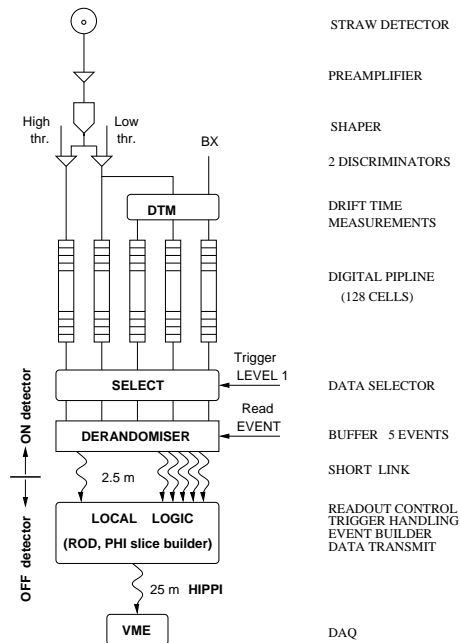 STRAW DETECTOR
PREAMPLIFIER
High
thr.
Low
thr.
SHAPER
BX
2 DISCRIMINATORS
DTM
DRIFT TIME
MEASUREMENTS
DIGITAL PIPLINE
(128 CELLS)
Trigger
LEVEL 1
SELECT
DATA SELECTOR
Read
EVENT
DERANDOMISER
BUFFER 5 EVENTS
ON detector
2.5 m
SHORT LINK
OFF detector
LOCAL LOGIC
(ROD, PHI slice builder)
READOUT CONTROL
TRIGGER HANDLING
EVENT BUILDER
DATA TRANSMIT
25 m HIPPI
VME
DAQ